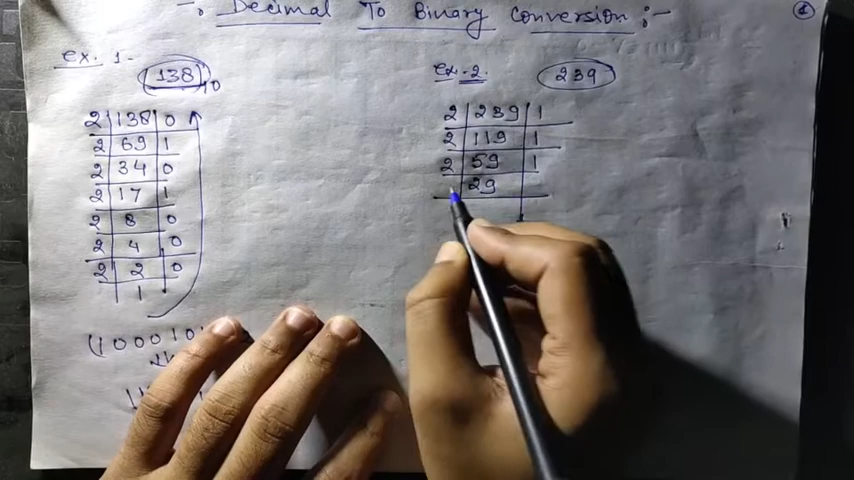 -: Decimal To Binary Conversion :-
ex. 1-
138 10
2 138 0
2 69 1
2 34 0
2 17 1
2 8 0
2 4 0
2 2 0
1
(1000101
ex. 2.
239
2 239 1
2 119 1
2 59 1
29